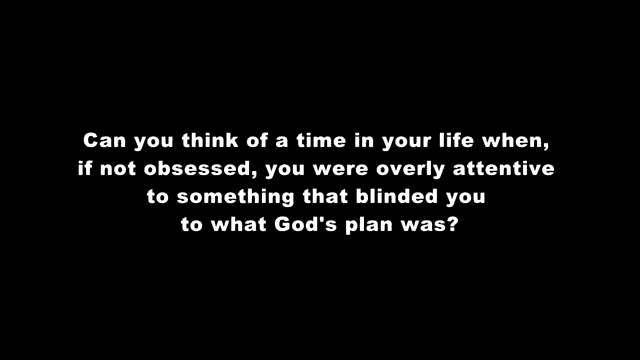 Can you think of a time in your life when,
if not obsessed, you were overly attentive
to something that blinded you
to what God's plan was?